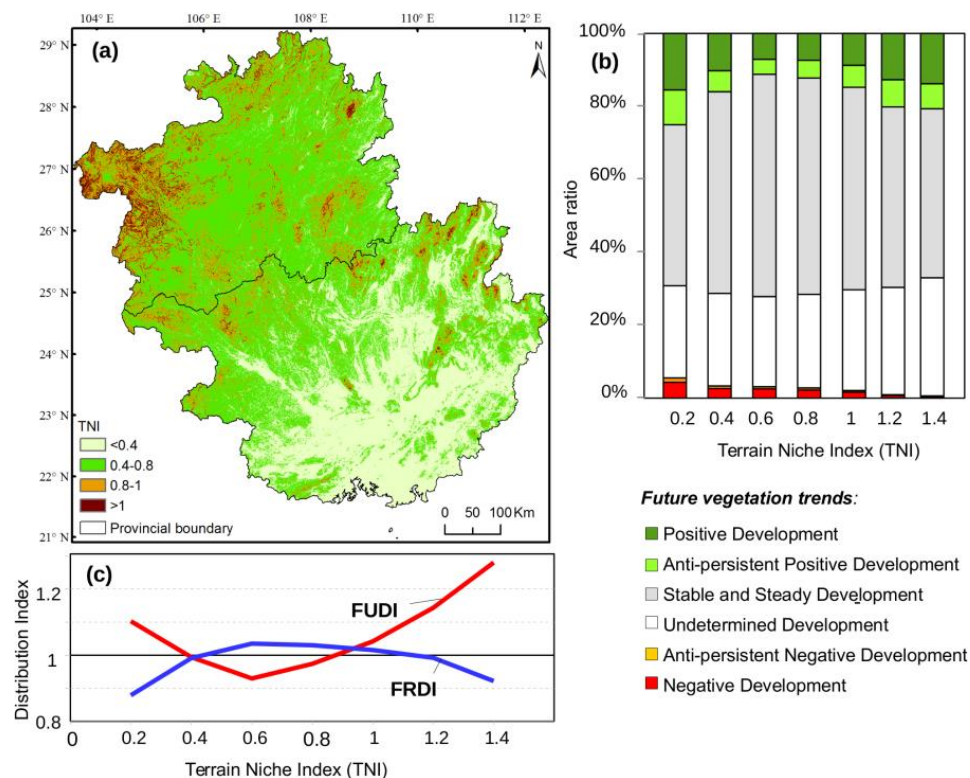 104° E
106° E
108° E
110° E
112° E
29° N
28° N
27° N
26° N
25° N
24° N
23° N
22° N
21° N
(a)
N
TNI
<0.4
0.4-0.8
0.8-1
>1
Provincial boundary
0 50 100 Km
(b)
100%
80%
60%
40%
20%
0%
Area ratio
0.2 0.4 0.6 0.8 1 1.2 1.4
Terrain Niche Index (TNI)
Future vegetation trends:
Positive Development
Anti-persistent Positive Development
Stable and Steady Development
Undetermined Development
Anti-persistent Negative Development
Negative Development
(c)
Distribution Index
1.2
1
0.8
FUDI
FRDI
0 0.2 0.4 0.6 0.8 1 1.2 1.4
Terrain Niche Index (TNI)